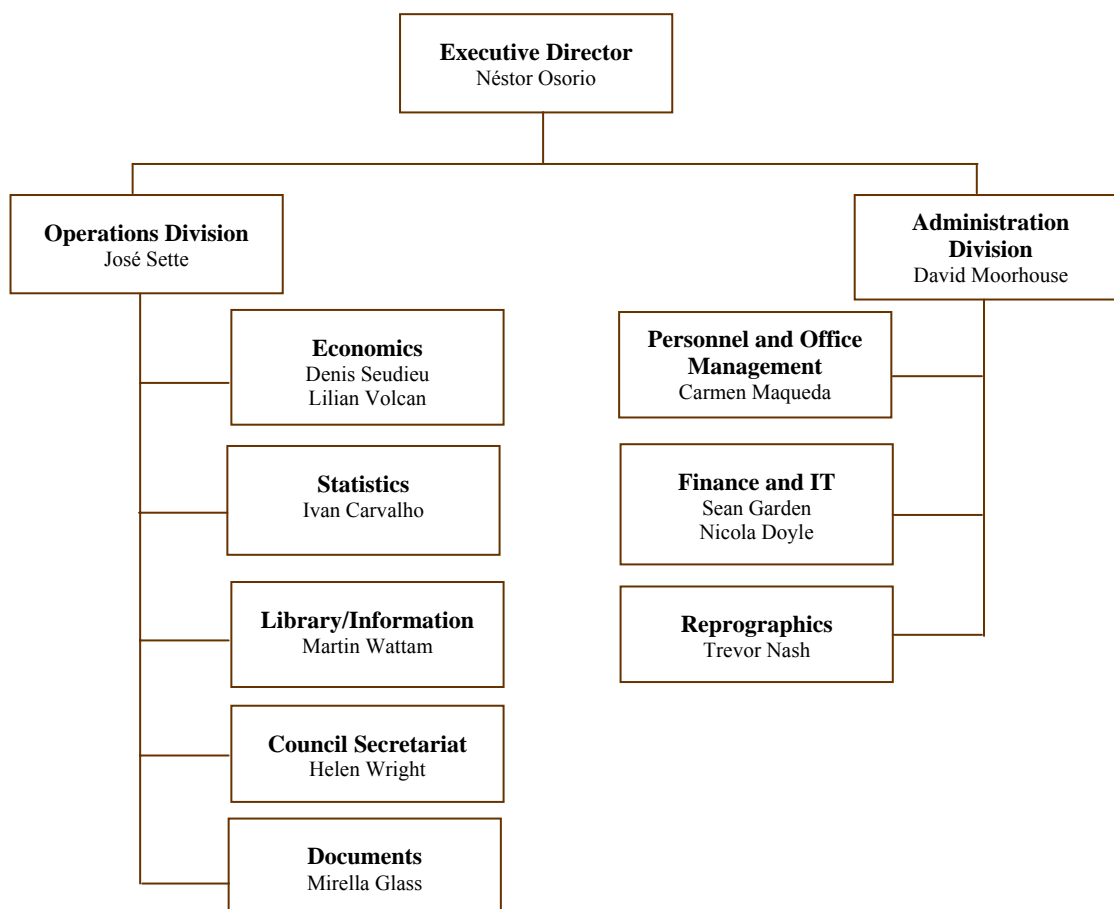 Executive Director
Néstor Osorio
Operations Division
José Sette
Economics
Denis Seudieu
Lilian Volcan
Statistics
Ivan Carvalho
Library/Information
Martin Wattam
Council Secretariat
Helen Wright
Documents
Mirella Glass
Administration
Division
David Moorhouse
Personnel and Office
Management
Carmen Maqueda
Finance and IT
Sean Garden
Nicola Doyle
Reprographics
Trevor Nash